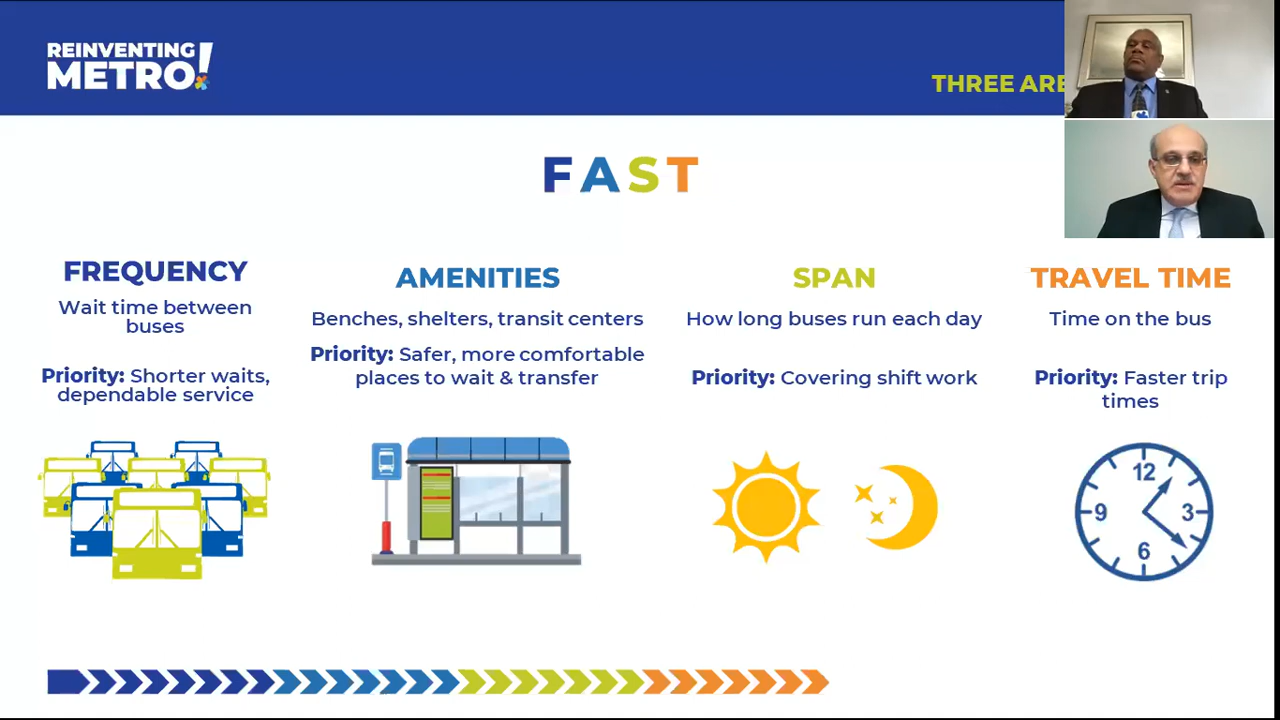 REINVENTING
METRO!
THREE ARE
FAST
FREQUENCY
Wait time between
buses
Priority: Shorter waits,
dependable service
AMENITIES
Benches, shelters, transit centers
Priority: Safer, more comfortable
places to wait & transfer
SPAN
How long buses run each day
Priority: Covering shift work
TRAVEL TIME
Time on the bus
Priority: Faster trip
times
12
9 3
6